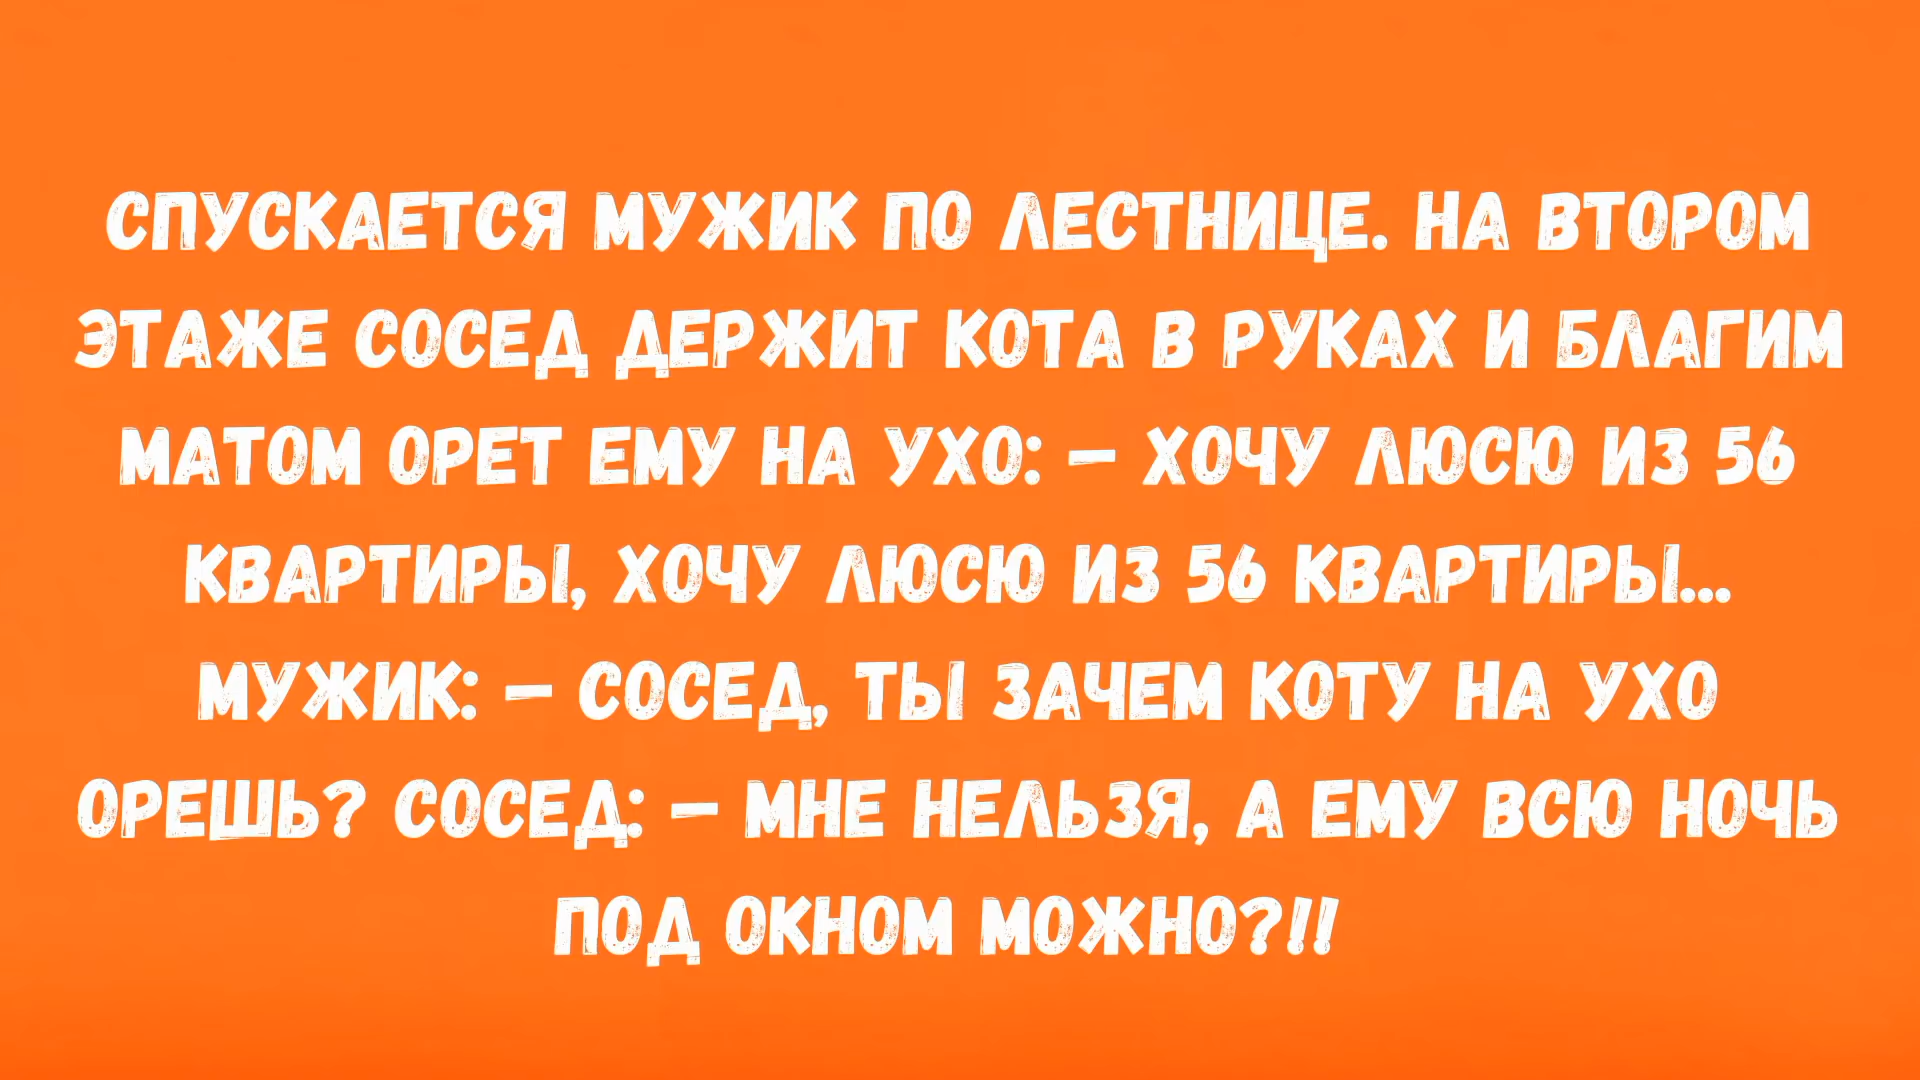 СПУСКАЕТСЯ МУЖИК ПО ЛЕСТНИЦЕ. НА ВТОРОМ
ЭТАЖЕ СОСЕД ДЕРЖИТ КОТА В РУКАХ И БЛАГИМ
МАТОМ ОРЕТ ЕМУ НА УХО: – ХОЧУ ЛЮСЮ ИЗ 56
КВАРТИРЫ, ХОЧУ ЛЮСЮ ИЗ 56 КВАРТИРЫ...
МУЖИК: – СОСЕД, ТЫ ЗАЧЕМ КОТУ НА УХО
ОРЕШЬ? СОСЕД: – МНЕ НЕЛЬЗЯ, А ЕМУ ВСЮ НОЧЬ
ПОД ОКНОМ МОЖНО?!!